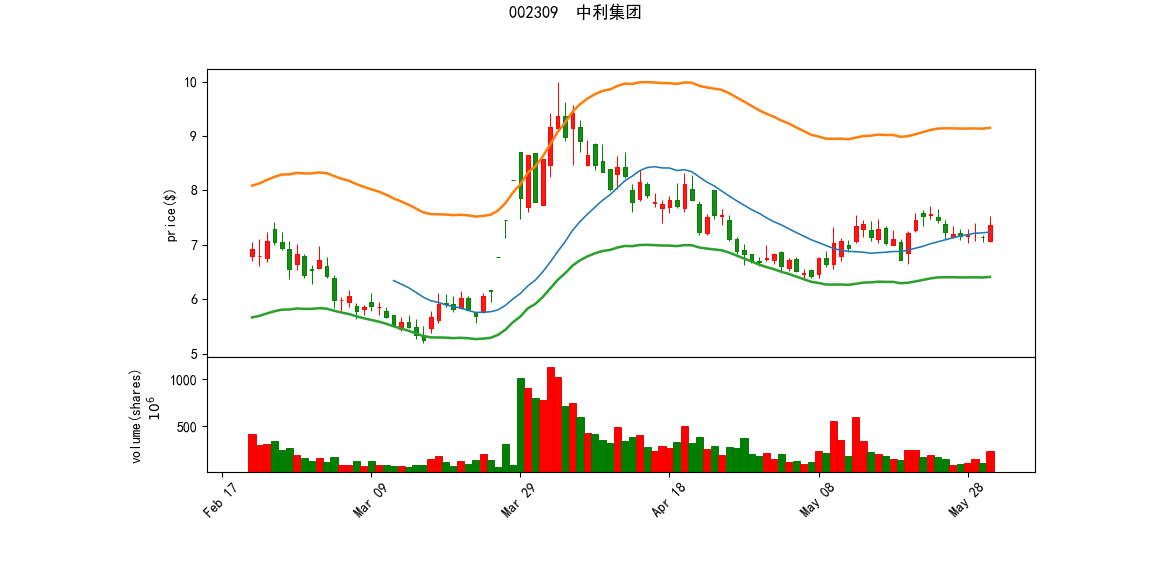 002309 中利集团
price($)
10
9
8
7
6
5
volume(shares)
10^6
1000
500
Feb 17
Mar 09
Mar 29
Apr 18
May 08
May 28